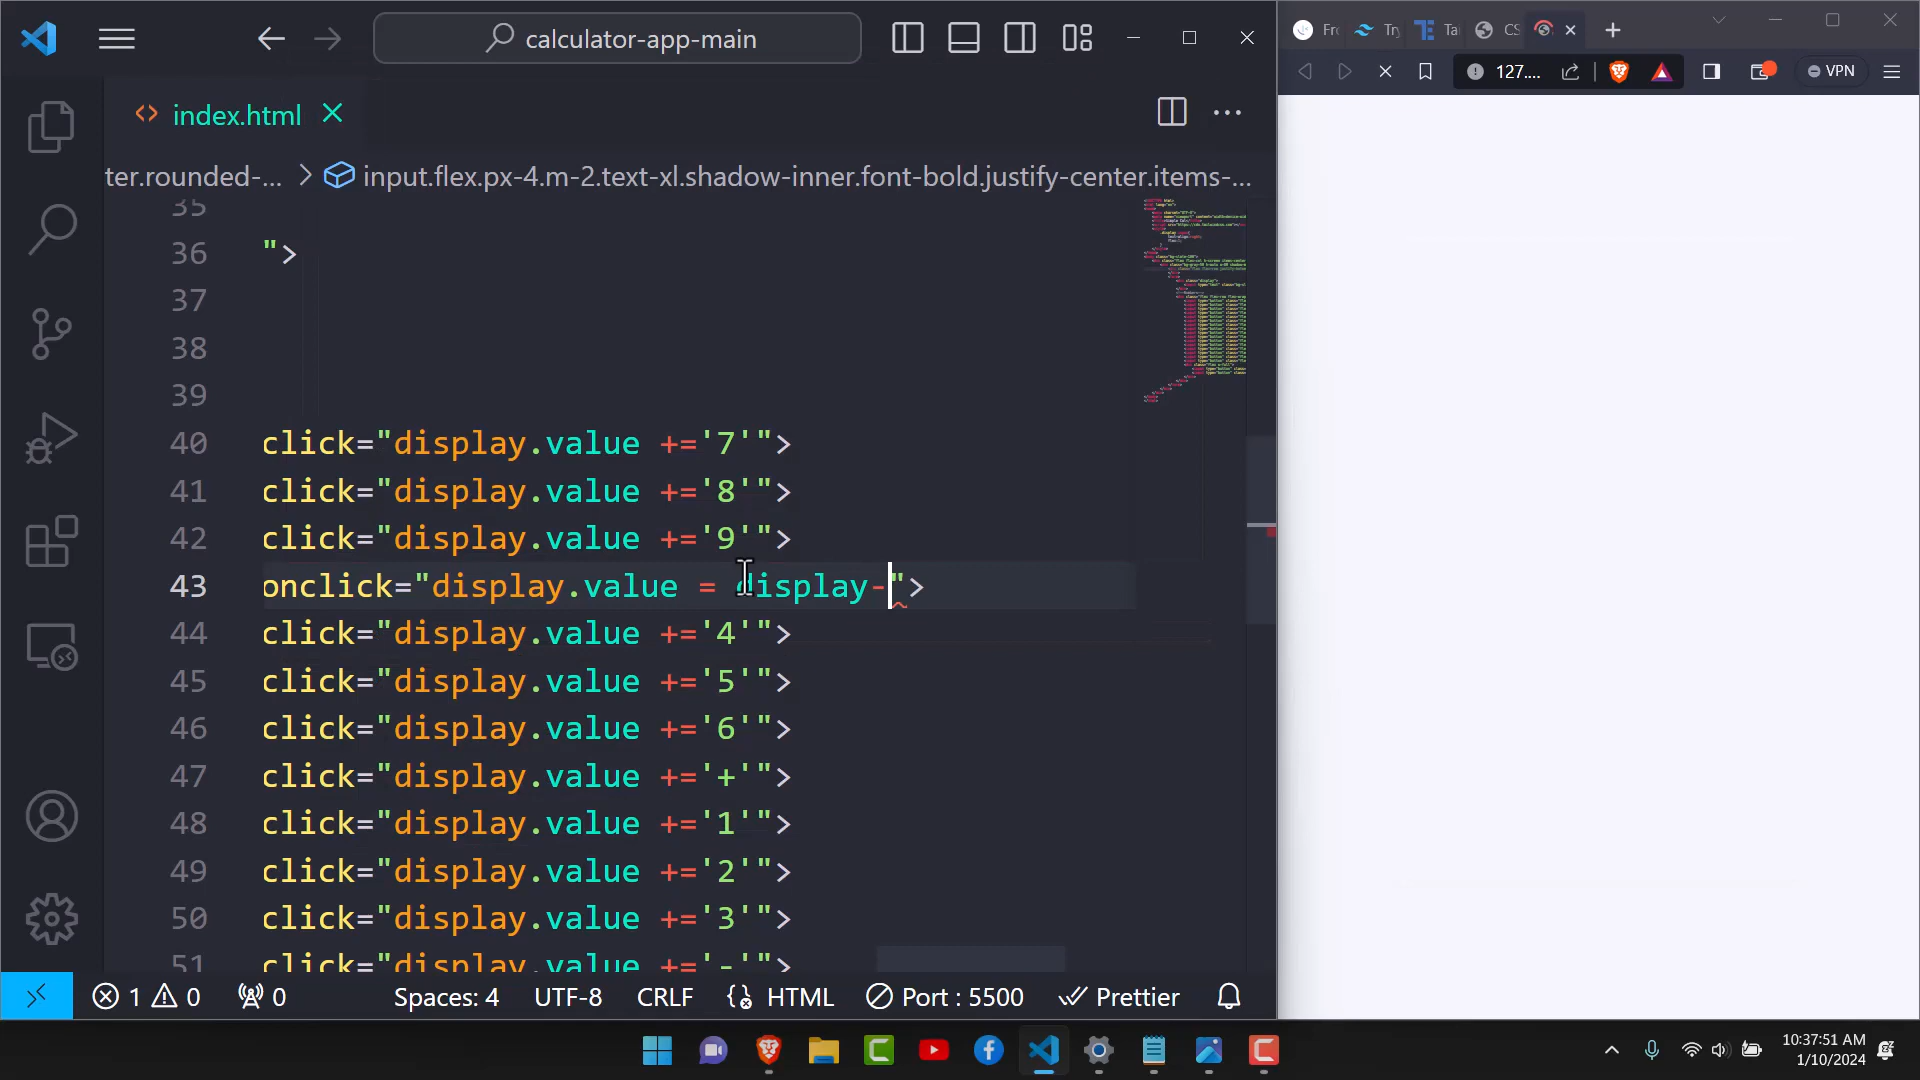 calculator-app-main
Fr
Try
Ta
CS
127....
VPN
index.html
ter.rounded-... > input.flex.px-4.m-2.text-xl.shadow-inner.font-bold.justify-center.items-...
35
36 ">
37
38
39
40 click="display.value +='7'">
41 click="display.value +='8'">
42 click="display.value +='9'">
43 onclick="display.value = display-">
44 click="display.value +='4'">
45 click="display.value +='5'">
46 click="display.value +='6'">
47 click="display.value +='+'">
48 click="display.value +='1'">
49 click="display.value +='2'">
50 click="display.value +='3'">
51 click="display.value +='-'">
1 0 0 Spaces: 4 UTF-8 CRLF HTML Port : 5500 Prettier
10:37:51 AM
1/10/2024